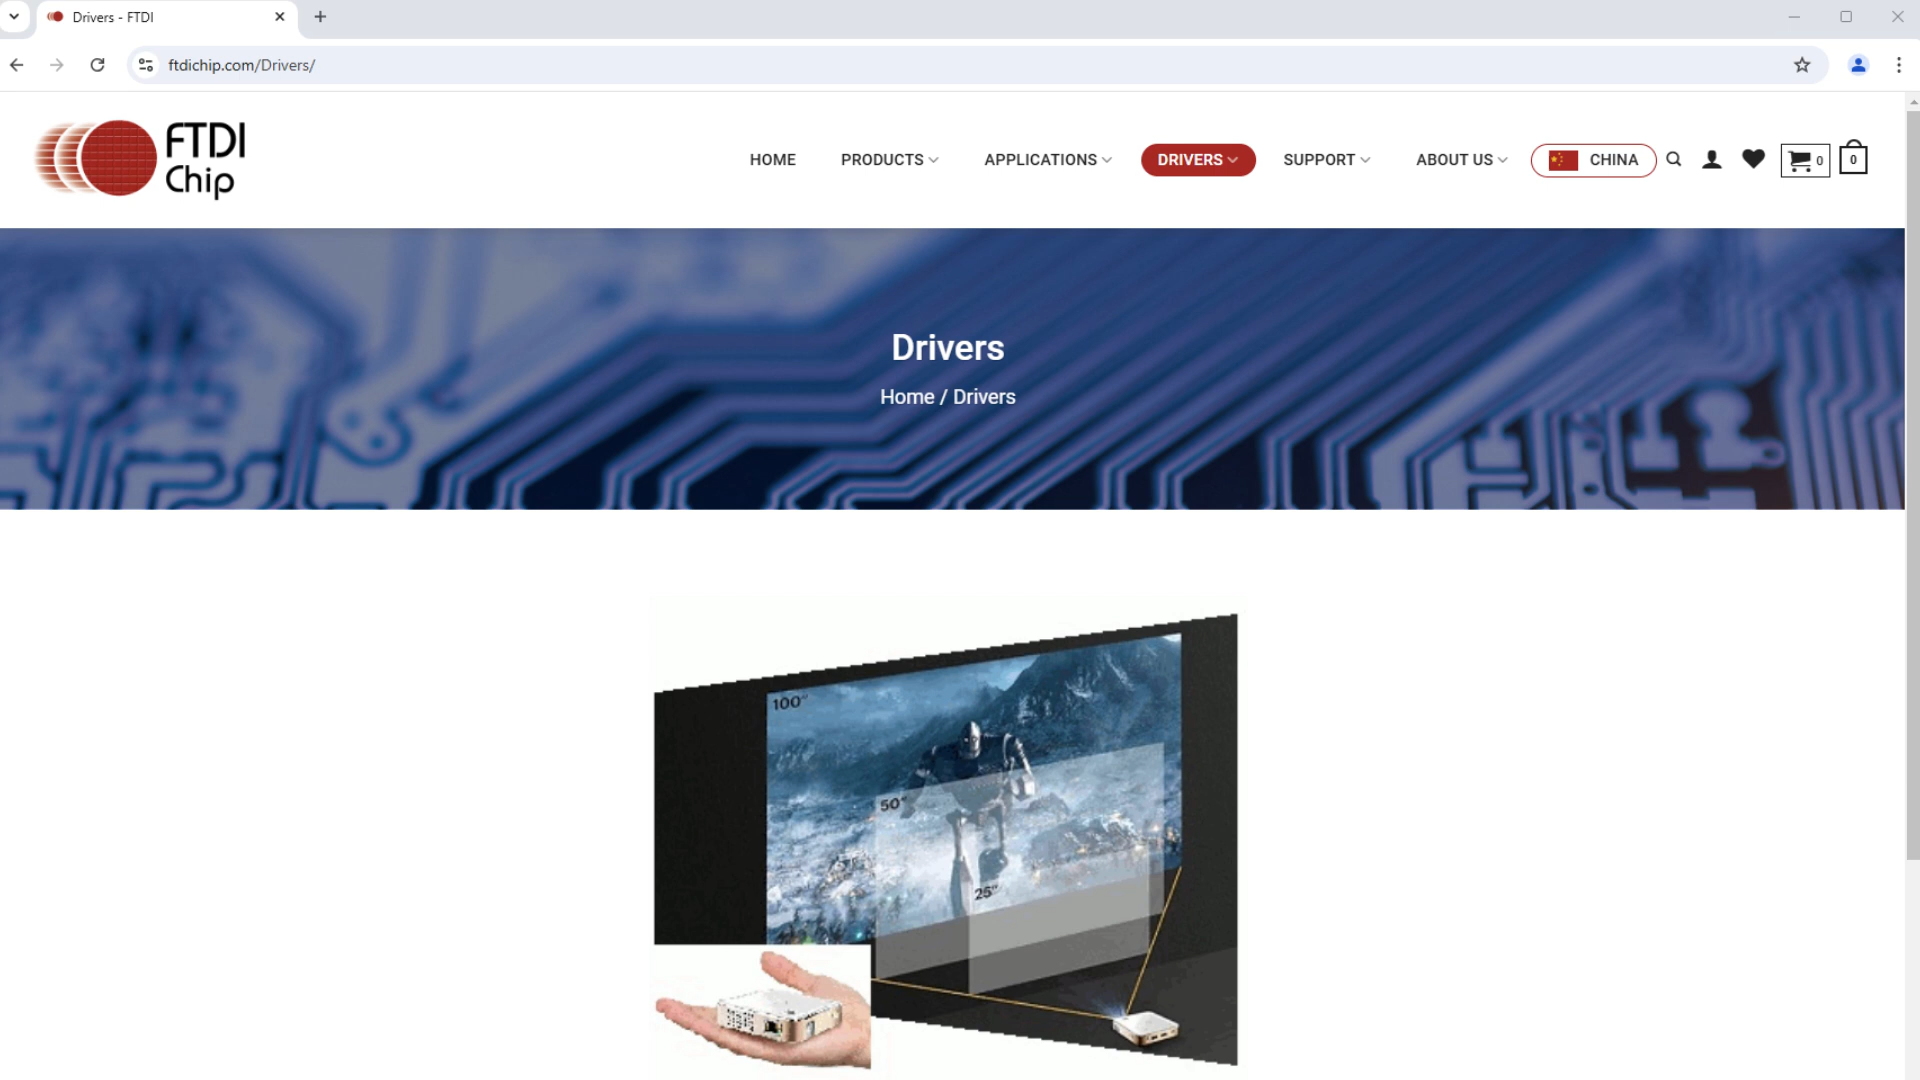 Drivers - FTDI
ftdichip.com/Drivers/
FTDI
Chip
HOME PRODUCTS APPLICATIONS DRIVERS SUPPORT ABOUT US CHINA 0 0
Drivers
Home / Drivers
100"
50"
25"